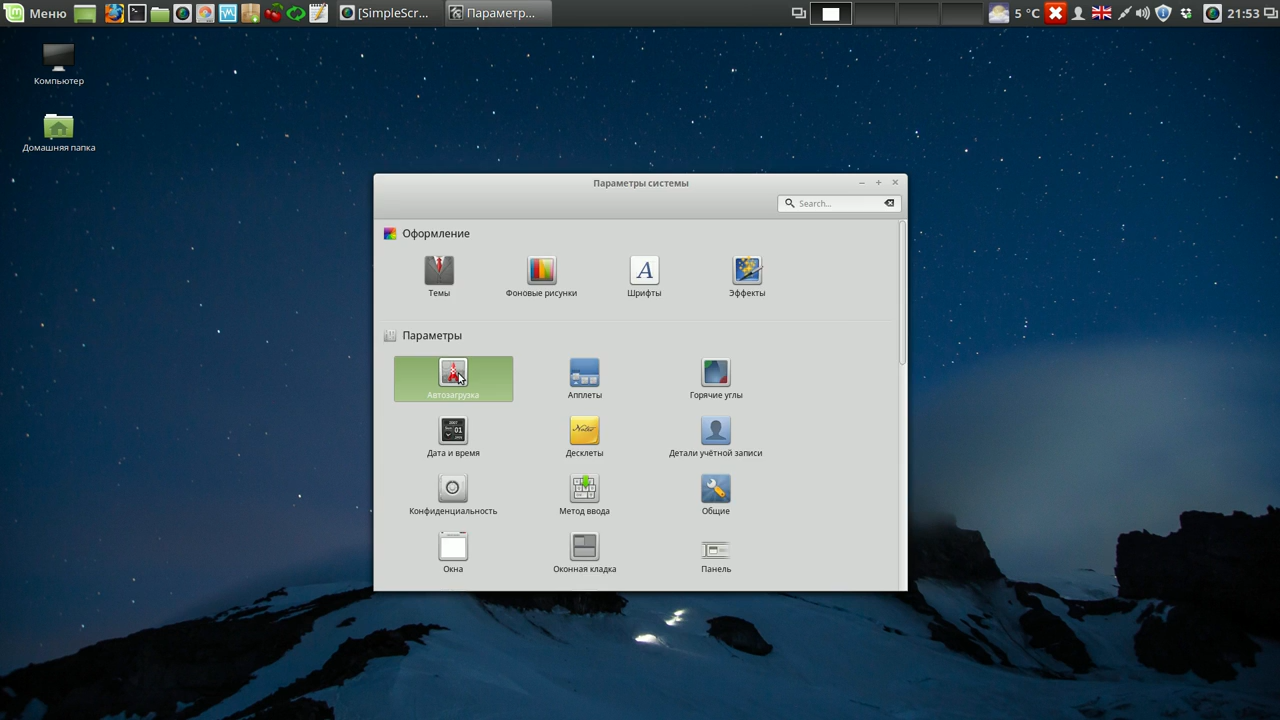 Меню
[SimpleScr...
Параметр...
5 °C
21:53
Компьютер
Домашняя папка
Параметры системы
Search...
Оформление
Темы
Фоновые рисунки
Шрифты
Эффекты
Параметры
Автозагрузка
Апплеты
Горячие углы
Дата и время
Десклеты
Детали учётной записи
Конфиденциальность
Метод ввода
Общие
Окна
Оконная кладка
Панель